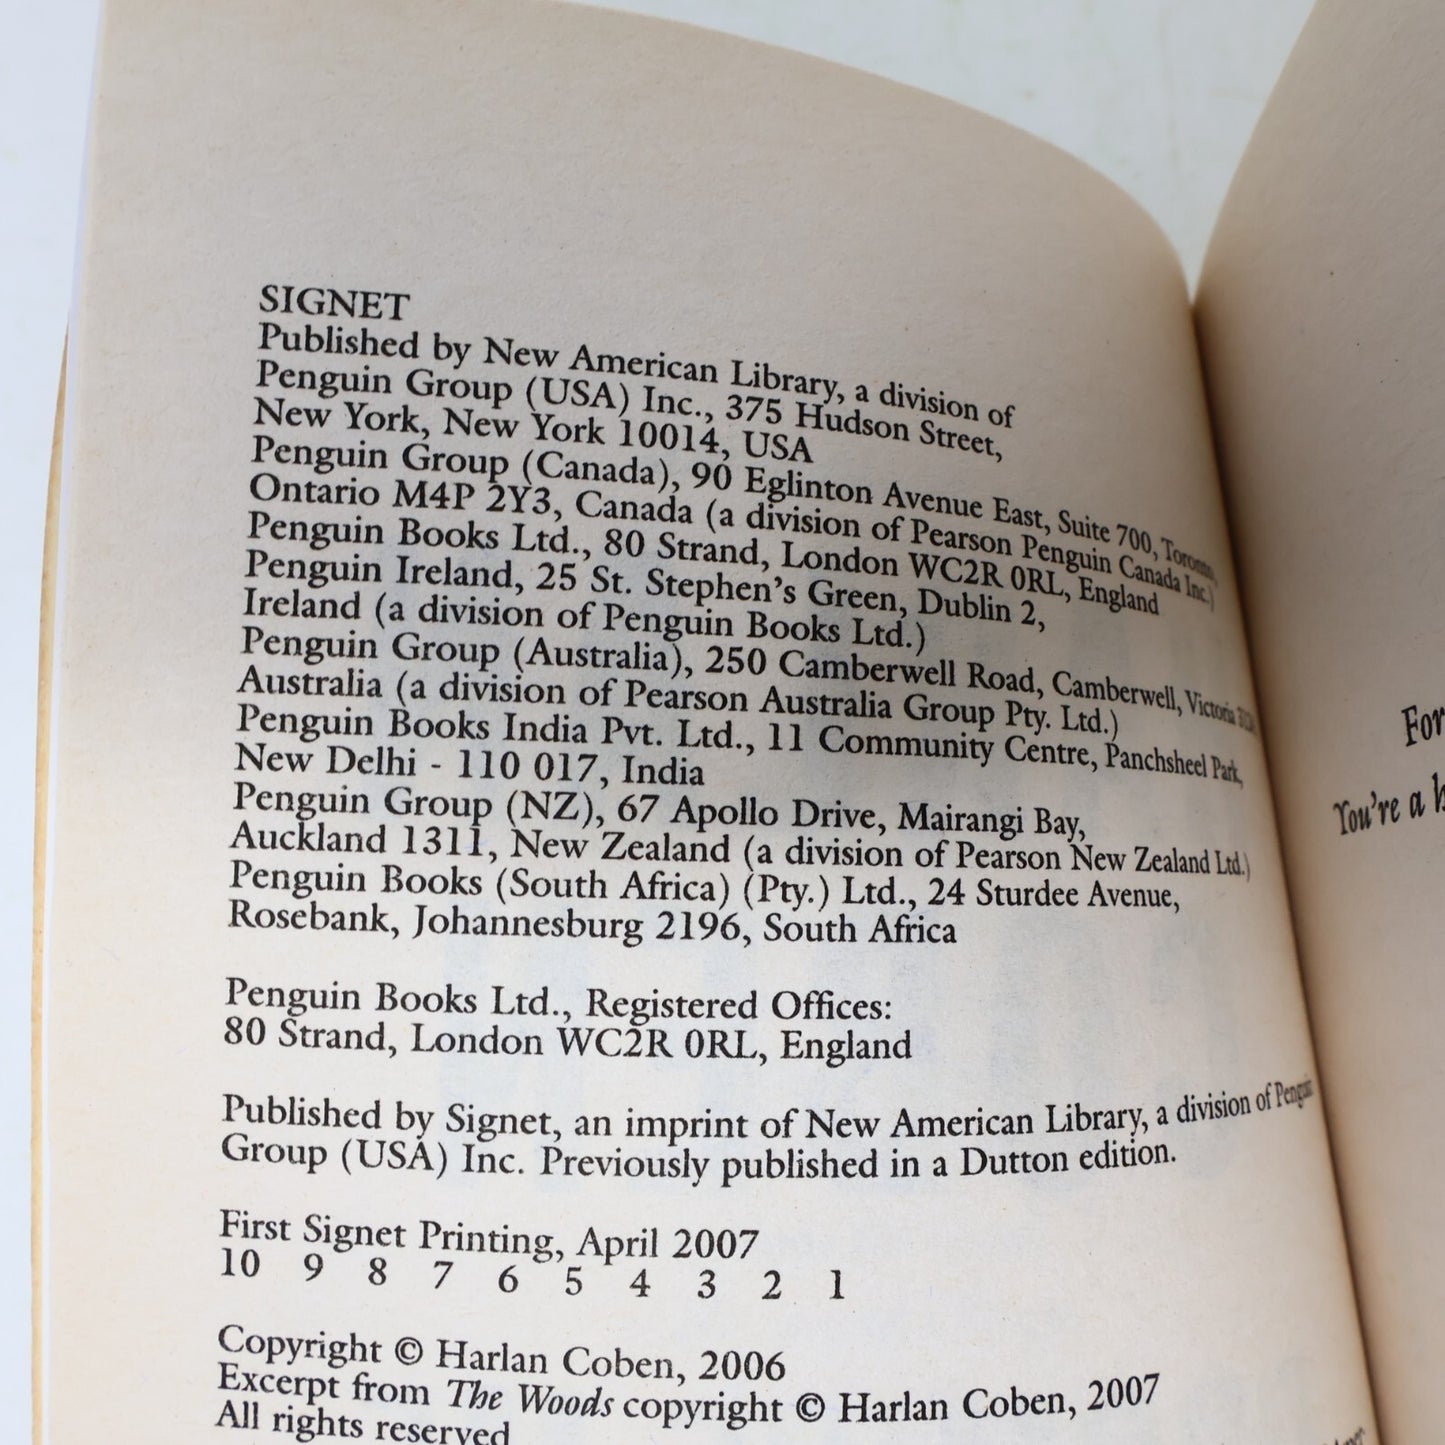 SIGNET
Published by New American Library, a division of
Penguin Group (USA) Inc., 375 Hudson Street,
New York, New York 10014, USA
Penguin Group (Canada), 90 Eglinton Avenue East, Suite 700, Toronto,
Ontario M4P 2Y3, Canada (a division of Pearson Penguin Canada Inc.)
Penguin Books Ltd., 80 Strand, London WC2R 0RL, England
Penguin Ireland, 25 St. Stephen's Green, Dublin 2,
Ireland (a division of Penguin Books Ltd.)
Penguin Group (Australia), 250 Camberwell Road, Camberwell, Victoria
Australia (a division of Pearson Australia Group Pty. Ltd.)
Penguin Books India Pvt. Ltd., 11 Community Centre, Panchsheel Park,
New Delhi - 110 017, India
Penguin Group (NZ), 67 Apollo Drive, Mairangi Bay,
Auckland 1311, New Zealand (a division of Pearson New Zealand Ltd.)
Penguin Books (South Africa) (Pty.) Ltd., 24 Sturdee Avenue,
Rosebank, Johannesburg 2196, South Africa
Penguin Books Ltd., Registered Offices:
80 Strand, London WC2R 0RL, England
Published by Signet, an imprint of New American Library, a division of Penguin
Group (USA) Inc. Previously published in a Dutton edition.
First Signet Printing, April 2007
10 9 8 7 6 5 4 3 2 1
Copyright © Harlan Coben, 2006
Excerpt from The Woods copyright © Harlan Coben, 2007
All rights reserved
For
You're a